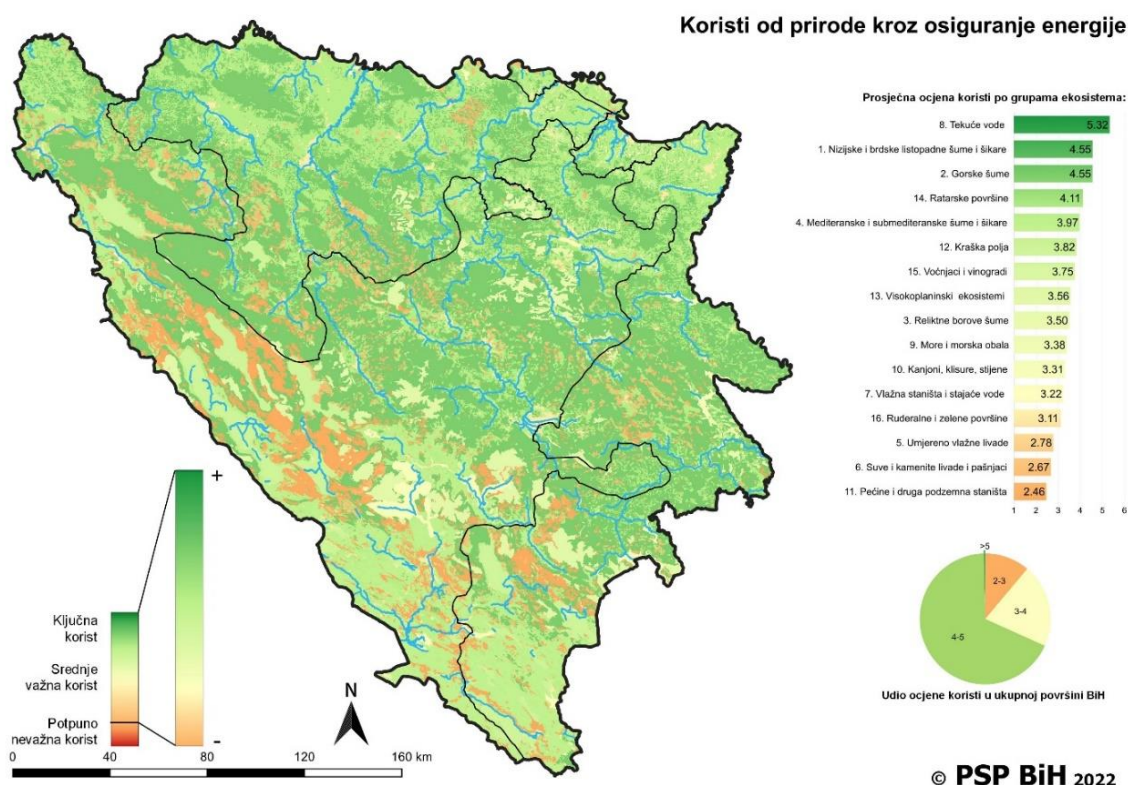 Koristi od prirode kroz osiguranje energije
Prosječna ocjena koristi po grupama ekosistema:
8. Tekuće vode 5.32
1. Nizijske i brdske listopadne šume i šikare 4.55
2. Gorske šume 4.55
14. Ratarske površine 4.11
4. Mediteranske i submediteranske šume i šikare 3.97
12. Kraška polja 3.82
15. Voćnjaci i vinogradi 3.75
13. Visokoplaninski ekosistemi 3.56
3. Reliktne borove šume 3.50
9. More i morska obala 3.38
10. Kanjoni, klisure, stijene 3.31
7. Vlažna staništa i stajaće vode 3.22
16. Ruderalne i zelene površine 3.11
5. Umjereno vlažne livade 2.78
6. Suve i kamenite livade i pašnjaci 2.67
11. Pećine i druga podzemna staništa 2.46
1 2 3 4 5 6
>5
2-3
3-4
4-5
Udio ocjene koristi u ukupnoj površini BiH
+
Ključna
korist
Srednje
važna korist
Potpuno
nevažna korist
-
N
0 40 80 120 160 km
© PSP BiH 2022